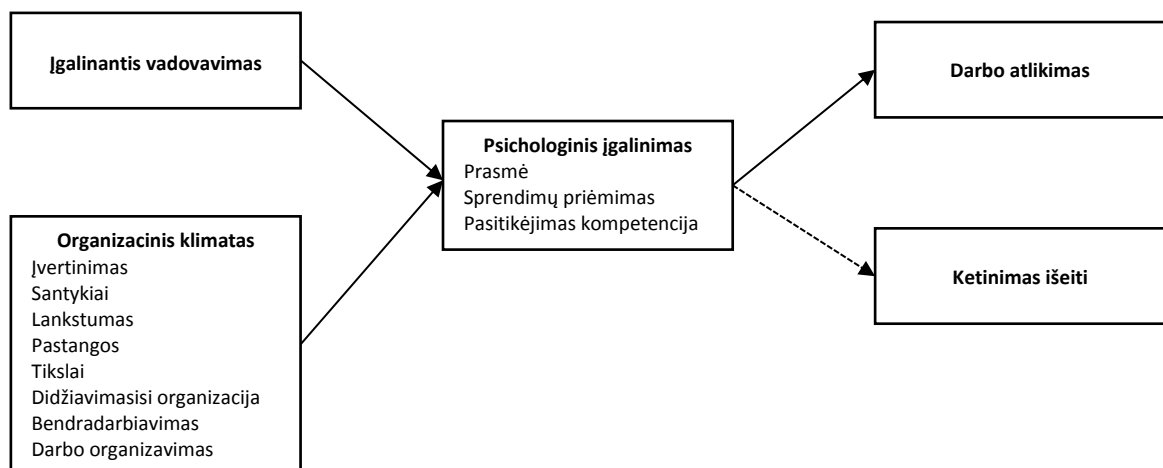 Įgalinantis vadovavimas
Organizacinis klimatas
Įvertinimas
Santykiai
Lankstumas
Pastangos
Tikslai
Didžiavimasisi organizacija
Bendradarbiavimas
Darbo organizavimas
Psichologinis įgalinimas
Prasmė
Sprendimų priėmimas
Pasitikėjimas kompetencija
Darbo atlikimas
Ketinimas išeiti